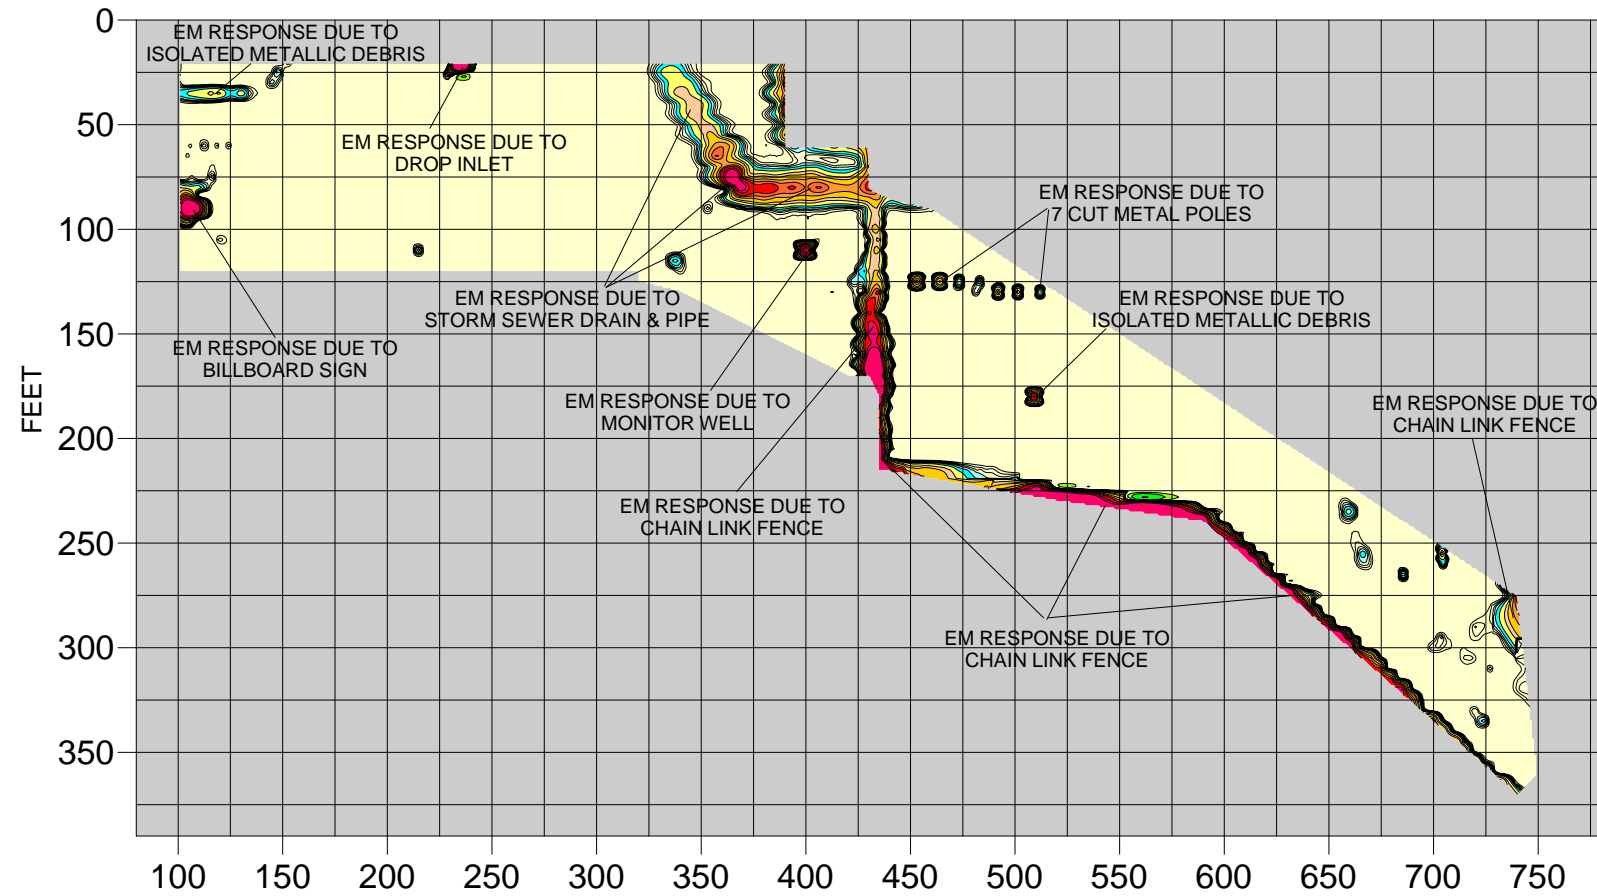 0
EM RESPONSE DUE TO
ISOLATED METALLIC DEBRIS
50
EM RESPONSE DUE TO
DROP INLET
EM RESPONSE DUE TO
7 CUT METAL POLES
100
EM RESPONSE DUE TO
STORM SEWER DRAIN & PIPE
EM RESPONSE DUE TO
ISOLATED METALLIC DEBRIS
150
EM RESPONSE DUE TO
BILLBOARD SIGN
FEET
EM RESPONSE DUE TO
MONITOR WELL
EM RESPONSE DUE TO
CHAIN LINK FENCE
200
EM RESPONSE DUE TO
CHAIN LINK FENCE
250
300
EM RESPONSE DUE TO
CHAIN LINK FENCE
350
100 150 200 250 300 350 400 450 500 550 600 650 700 750